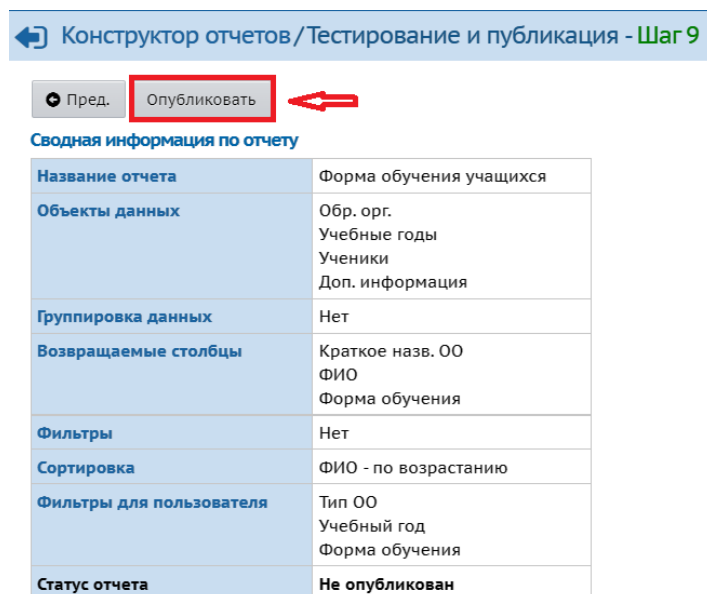 Конструктор отчетов/Тестирование и публикация - Шаг 9
Пред. Опубликовать
Сводная информация по отчету
Название отчета Форма обучения учащихся
Объекты данных Обр. орг.
Учебные годы
Ученики
Доп. информация
Группировка данных Нет
Возвращаемые столбцы Краткое назв. ОО
ФИО
Форма обучения
Фильтры Нет
Сортировка ФИО - по возрастанию
Фильтры для пользователя Тип ОО
Учебный год
Форма обучения
Статус отчета Не опубликован